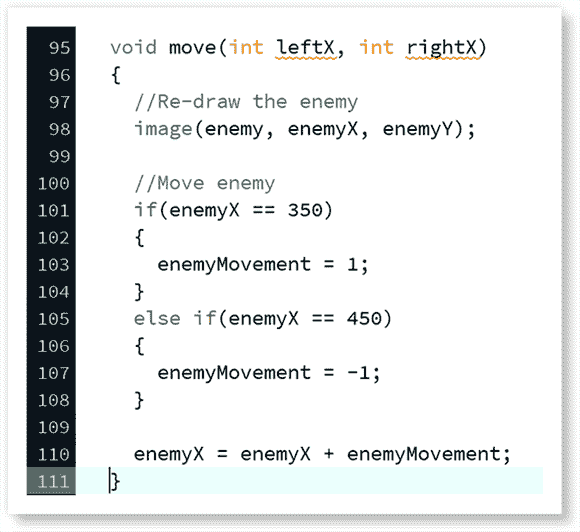 95 void move(int leftX, int rightX)
96 {
97 //Re-draw the enemy
98 image(enemy, enemyX, enemyY);
99
100 //Move enemy
101 if(enemyX == 350)
102 {
103 enemyMovement = 1;
104 }
105 else if(enemyX == 450)
106 {
107 enemyMovement = -1;
108 }
109
110 enemyX = enemyX + enemyMovement;
111 }